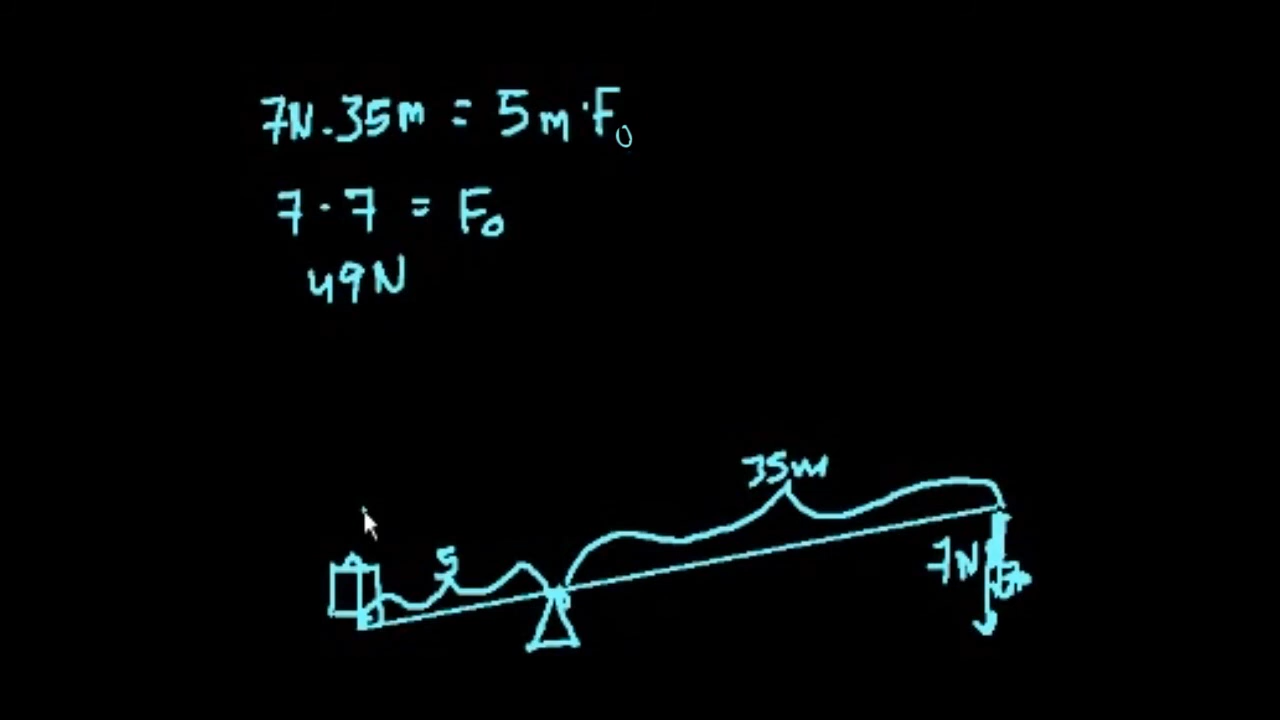 7N · 35m = 5m · F₀
7 · 7 = F₀
49N
35m
5
7N